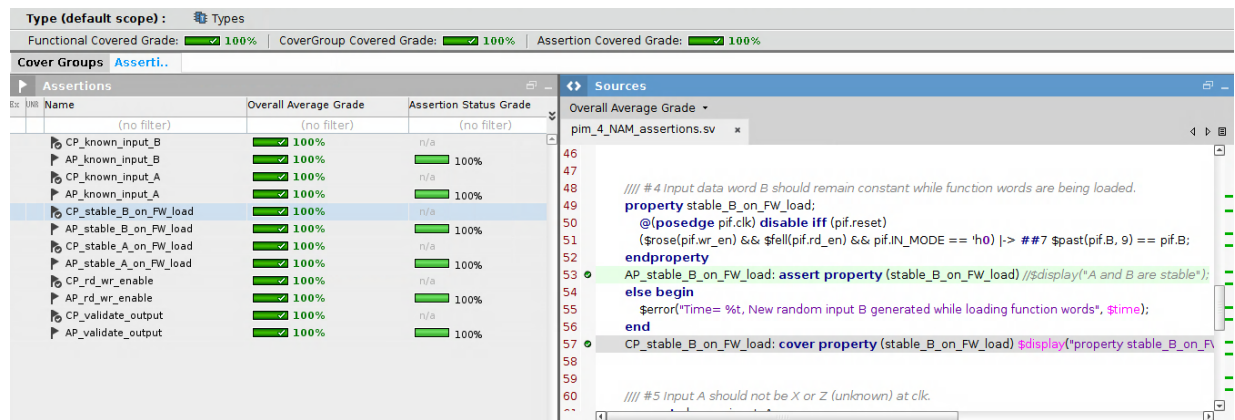 Type (default scope) : Types
Functional Covered Grade: 100% CoverGroup Covered Grade: 100% Assertion Covered Grade: 100%
Cover Groups Asserti..
Assertions
Ex UNR Name Overall Average Grade Assertion Status Grade
(no filter) (no filter) (no filter)
CP_known_input_B 100% n/a
AP_known_input_B 100% 100%
CP_known_input_A 100% n/a
AP_known_input_A 100% 100%
CP_stable_B_on_FW_load 100% n/a
AP_stable_B_on_FW_load 100% 100%
CP_stable_A_on_FW_load 100% n/a
AP_stable_A_on_FW_load 100% 100%
CP_rd_wr_enable 100% n/a
AP_rd_wr_enable 100% 100%
CP_validate_output 100% n/a
AP_validate_output 100% 100%
Sources
Overall Average Grade
pim_4_NAM_assertions.sv x
46
47
48 //// #4 Input data word B should remain constant while function words are being loaded.
49 property stable_B_on_FW_load;
50 @(posedge pif.clk) disable iff (pif.reset)
51 ($rose(pif.wr_en) && $fell(pif.rd_en) && pif.IN_MODE == 'h0) |-> ##7 $past(pif.B, 9) == pif.B;
52 endproperty
53 AP_stable_B_on_FW_load: assert property (stable_B_on_FW_load) //$display("A and B are stable");
54 else begin
55 $error("Time= %t, New random input B generated while loading function words", $time);
56 end
57 CP_stable_B_on_FW_load: cover property (stable_B_on_FW_load) $display("property stable_B_on_F
58
59
60 //// #5 Input A should not be X or Z (unknown) at clk.